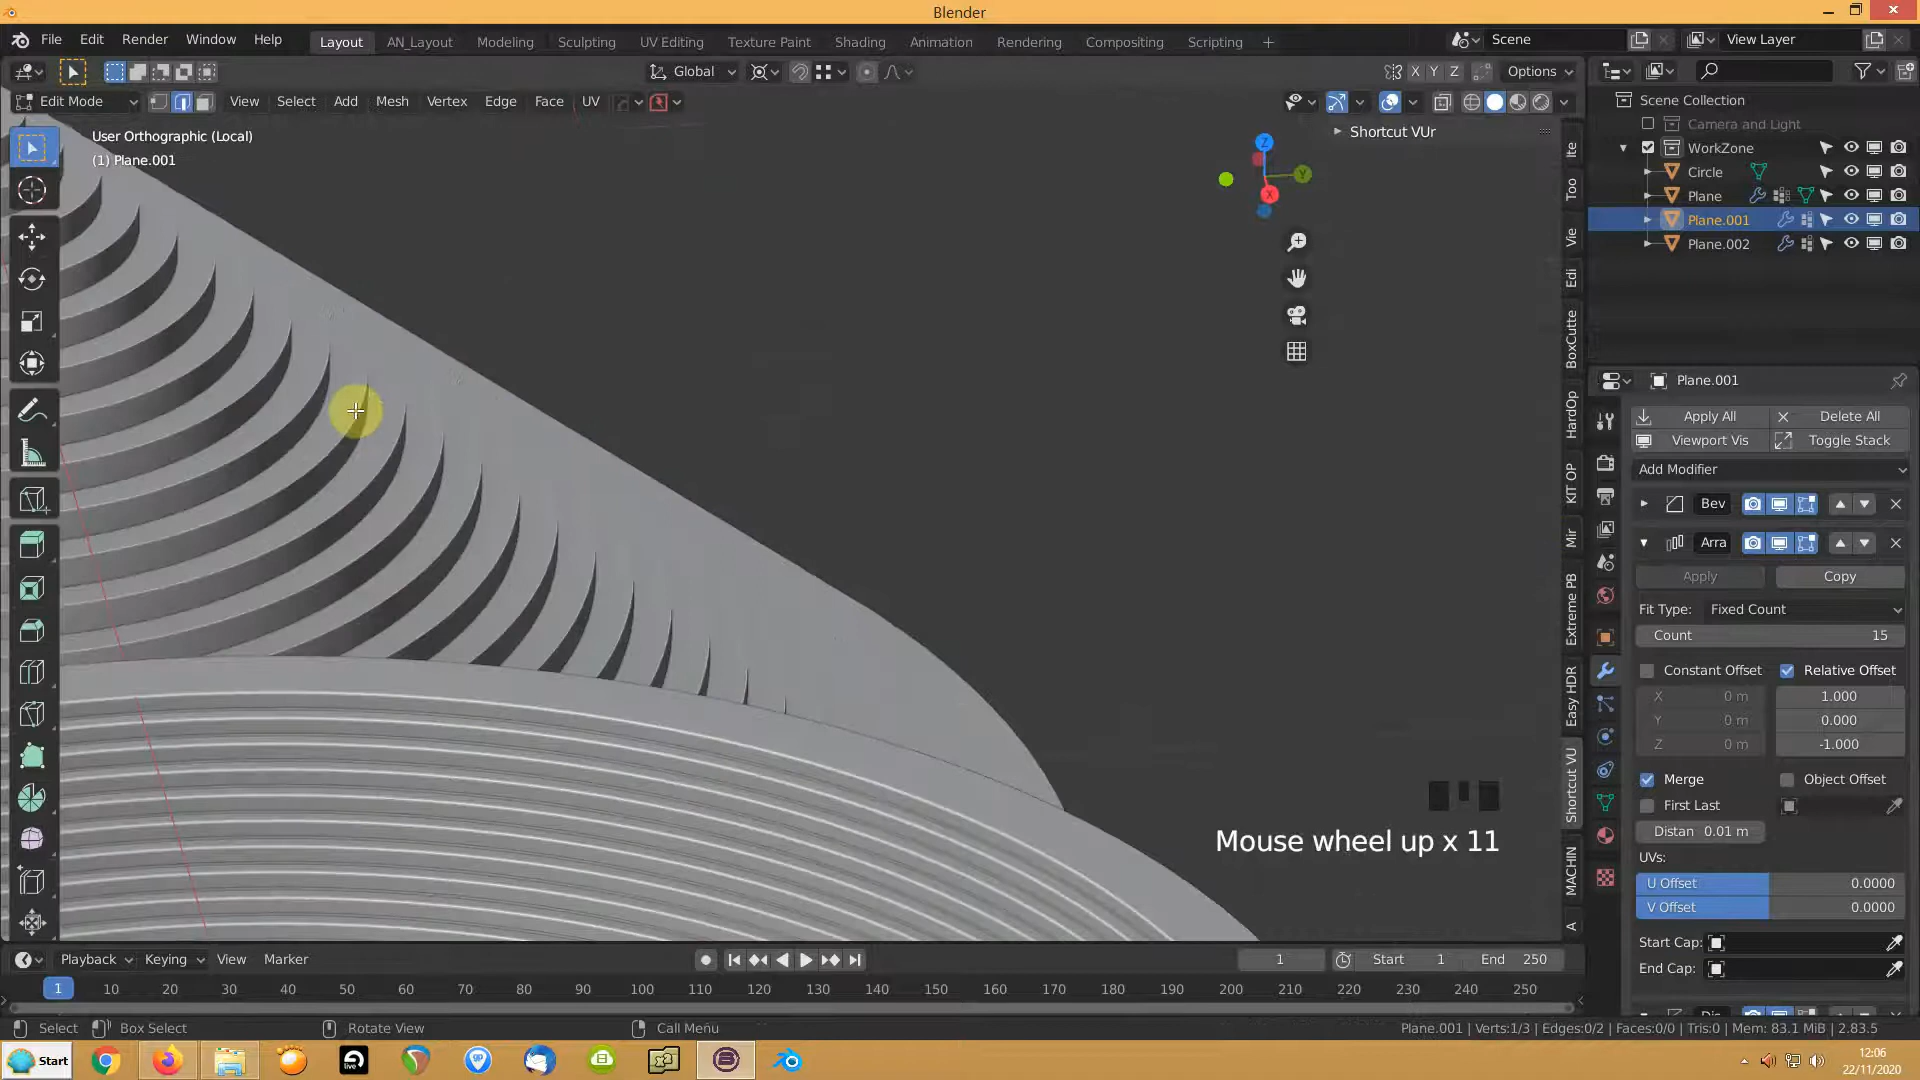 Blender
File Edit Render Window Help Layout AN_Layout Modeling Sculpting UV Editing Texture Paint Shading Animation Rendering Compositing Scripting + Scene View Layer
Global X Y Z Options
Edit Mode View Select Add Mesh Vertex Edge Face UV
User Orthographic (Local)
(1) Plane.001
Shortcut VUr
Z
Y
X
Ite
Too
Vie
Edi
BoxCutte
HardOp
KIT OP
Mir
Extreme PB
Easy HDR
Shortcut VU
MACHIN
A
Mouse wheel up x 11
Scene Collection
Camera and Light
WorkZone
Circle
Plane
Plane.001
Plane.002
Plane.001
Apply All Delete All
Viewport Vis Toggle Stack
Add Modifier
Bev
Arra
Apply Copy
Fit Type: Fixed Count
Count 15
Constant Offset Relative Offset
X 0 m 1.000
Y 0 m 0.000
Z 0 m -1.000
Merge Object Offset
First Last
Distan 0.01 m
UVs:
U Offset 0.0000
V Offset 0.0000
Start Cap:
End Cap:
Playback Keying View Marker 1 Start 1 End 250
1 10 20 30 40 50 60 70 80 90 100 110 120 130 140 150 160 170 180 190 200 210 220 230 240 250
Select Box Select Rotate View Call Menu Plane.001 | Verts:1/3 | Edges:0/2 | Faces:0/0 | Tris:0 | Mem: 83.1 MiB | 2.83.5
Start live 12:06
22/11/2020